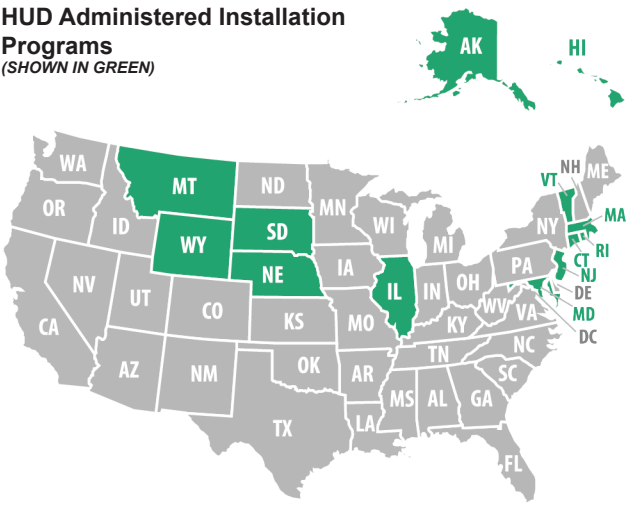 HUD Administered Installation
Programs
(SHOWN IN GREEN)
AK
HI
WA
MT
ND
MN
VT
NH
ME
OR
ID
WY
SD
WI
MI
NY
MA
RI
CT
NV
UT
CO
NE
IA
IL
IN
OH
PA
NJ
DE
MD
DC
CA
KS
MO
KY
WV
VA
AZ
NM
OK
AR
TN
NC
SC
TX
LA
MS
AL
GA
FL